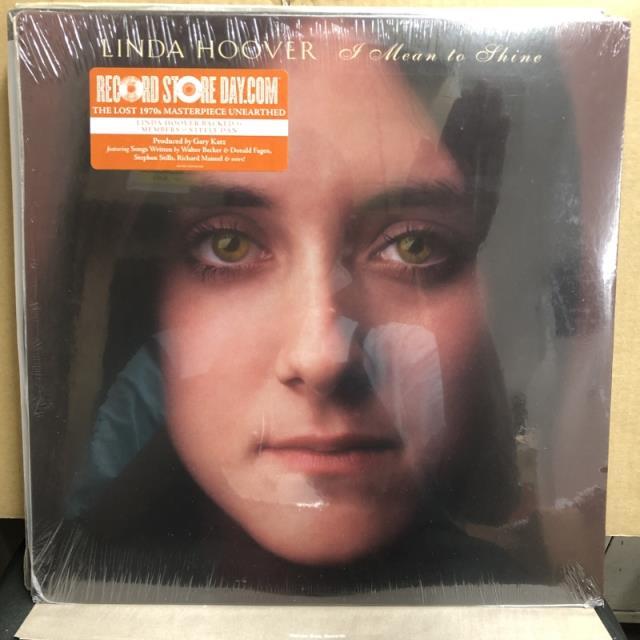 LINDA HOOVER I Mean to Shine
RECORD STORE DAY.COM
THE LOST 1970s MASTERPIECE UNEARTHED
LINDA HOOVER BACKED by
MEMBERS of STEELY DAN
Produced by Gary Katz
featuring Songs Written by Walter Becker & Donald Fagen,
Stephen Stills, Richard Manuel & more!